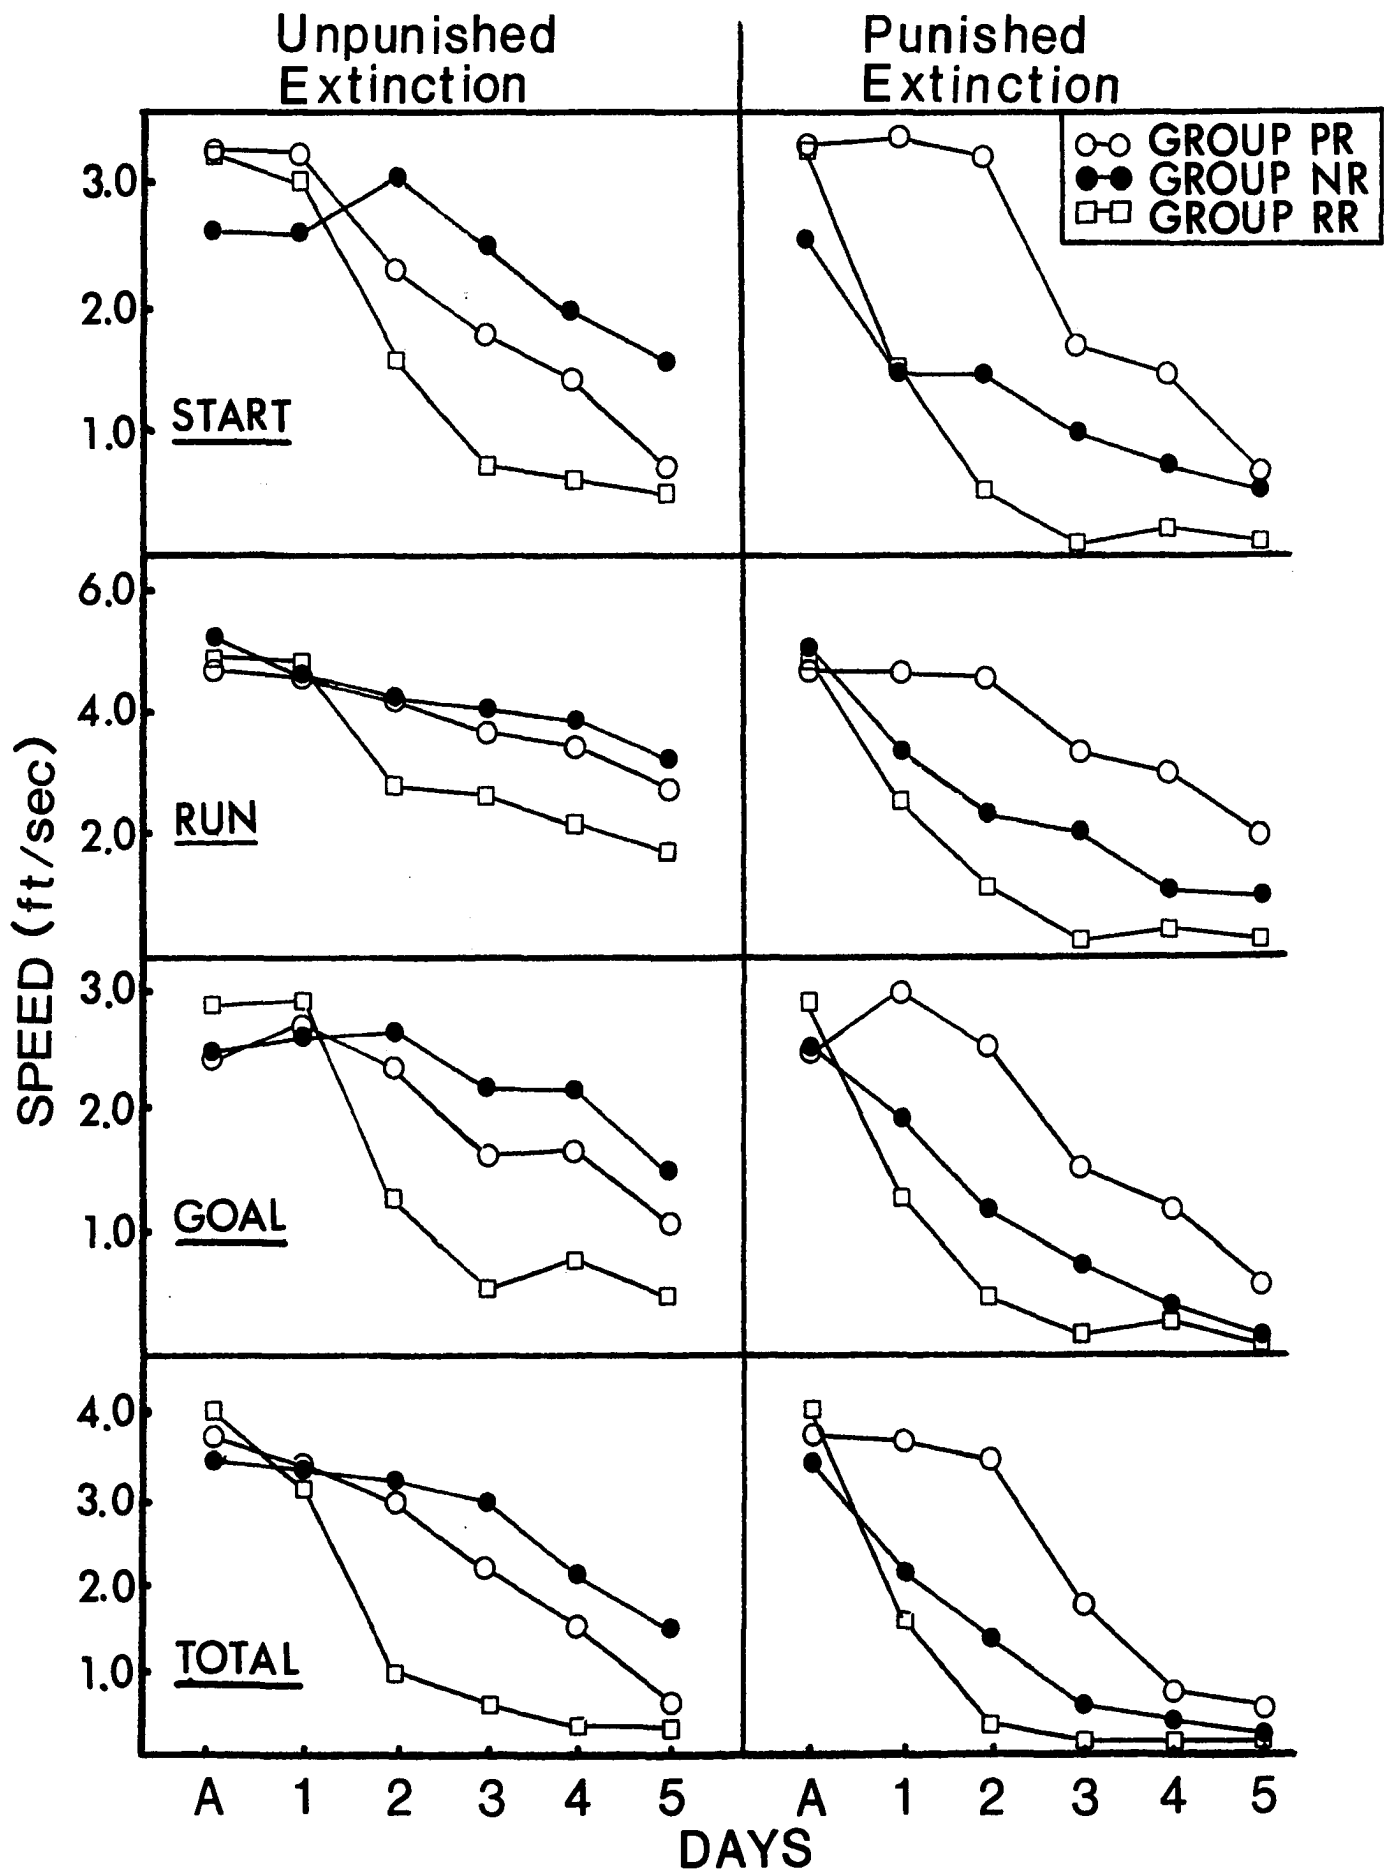 Unpunished
Extinction
Punished
Extinction
GROUP PR
GROUP NR
GROUP RR
3.0
2.0
1.0
START
6.0
4.0
2.0
RUN
3.0
2.0
1.0
GOAL
4.0
3.0
2.0
1.0
TOTAL
SPEED (ft/sec)
A 1 2 3 4 5
A 1 2 3 4 5
DAYS